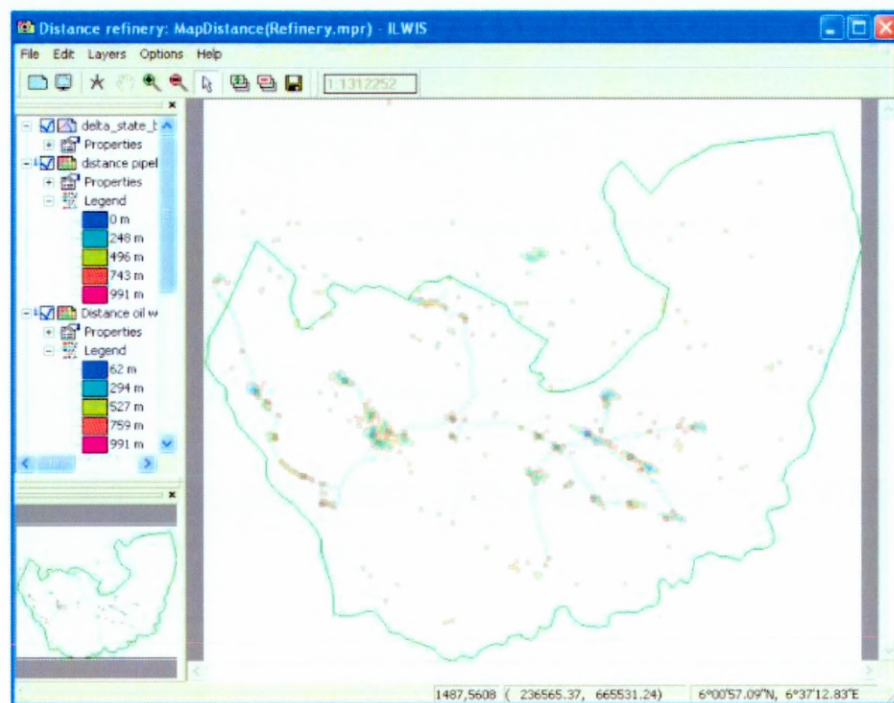 Distance refinery: MapDistance(Refinery.mpr) - ILWIS
File Edit Layers Options Help
1:1312252
delta_state_b
Properties
distance pipel
Properties
Legend
0 m
248 m
496 m
743 m
991 m
Distance oil w
Properties
Legend
62 m
294 m
527 m
759 m
991 m
1487,5608 ( 236565.37, 665531.24) 6°00'57.09"N, 6°37'12.83"E